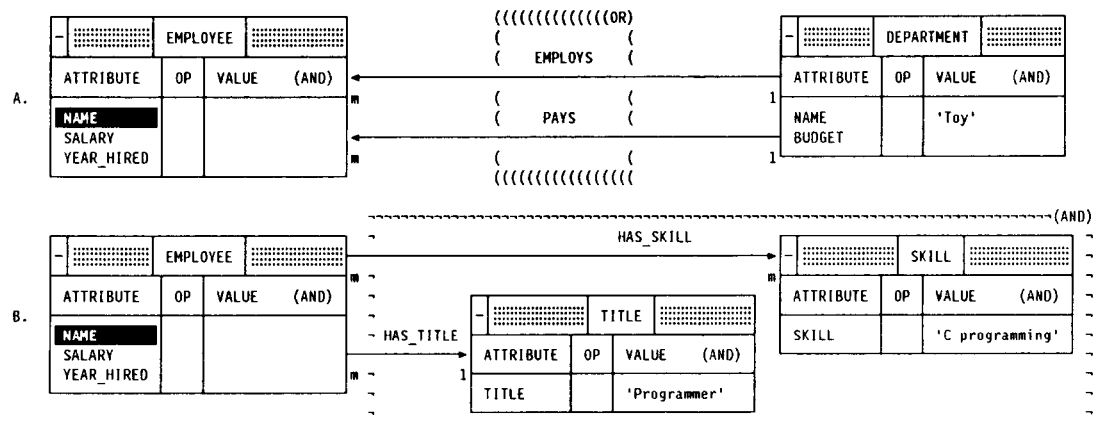 ((((((((((((((OR)
- EMPLOYEE
( (
- DEPARTMENT
( EMPLOYS (
ATTRIBUTE OP VALUE (AND)
ATTRIBUTE OP VALUE (AND)
A.
m
( (
1
NAME
( PAYS (
NAME 'Toy'
SALARY
BUDGET
YEAR_HIRED
m
( (
1
(((((((((((((((((
(AND)
HAS_SKILL
- EMPLOYEE
- SKILL
m
m
ATTRIBUTE OP VALUE (AND)
ATTRIBUTE OP VALUE (AND)
B.
- TITLE
NAME
HAS_TITLE
SKILL 'C programming'
SALARY
ATTRIBUTE OP VALUE (AND)
YEAR_HIRED
m
1
TITLE 'Programmer'